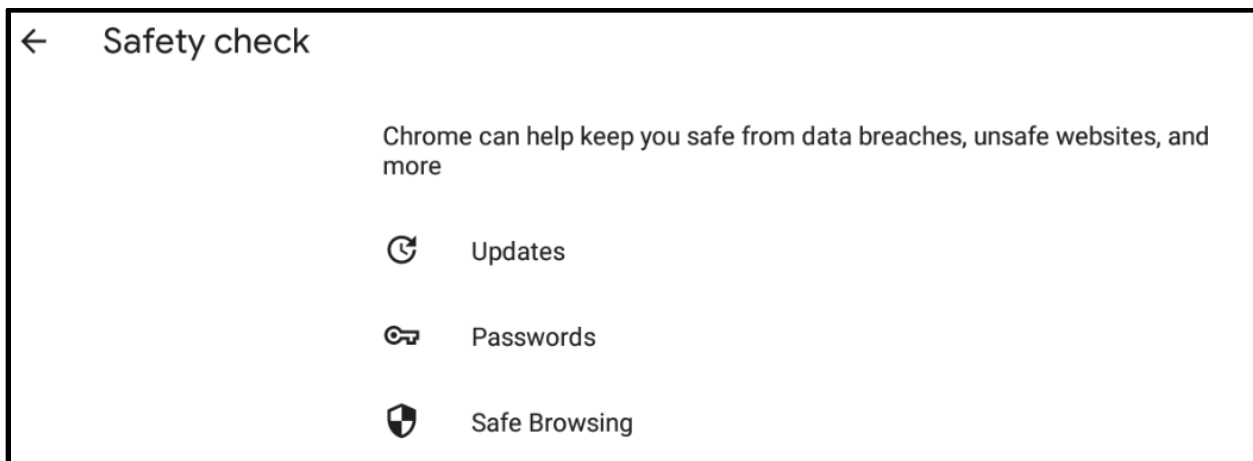 Safety check
Chrome can help keep you safe from data breaches, unsafe websites, and
more
Updates
Passwords
Safe Browsing